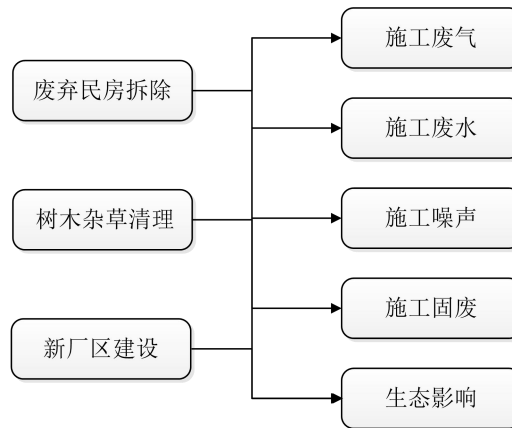 废弃民房拆除
树木杂草清理
新厂区建设
施工废气
施工废水
施工噪声
施工固废
生态影响